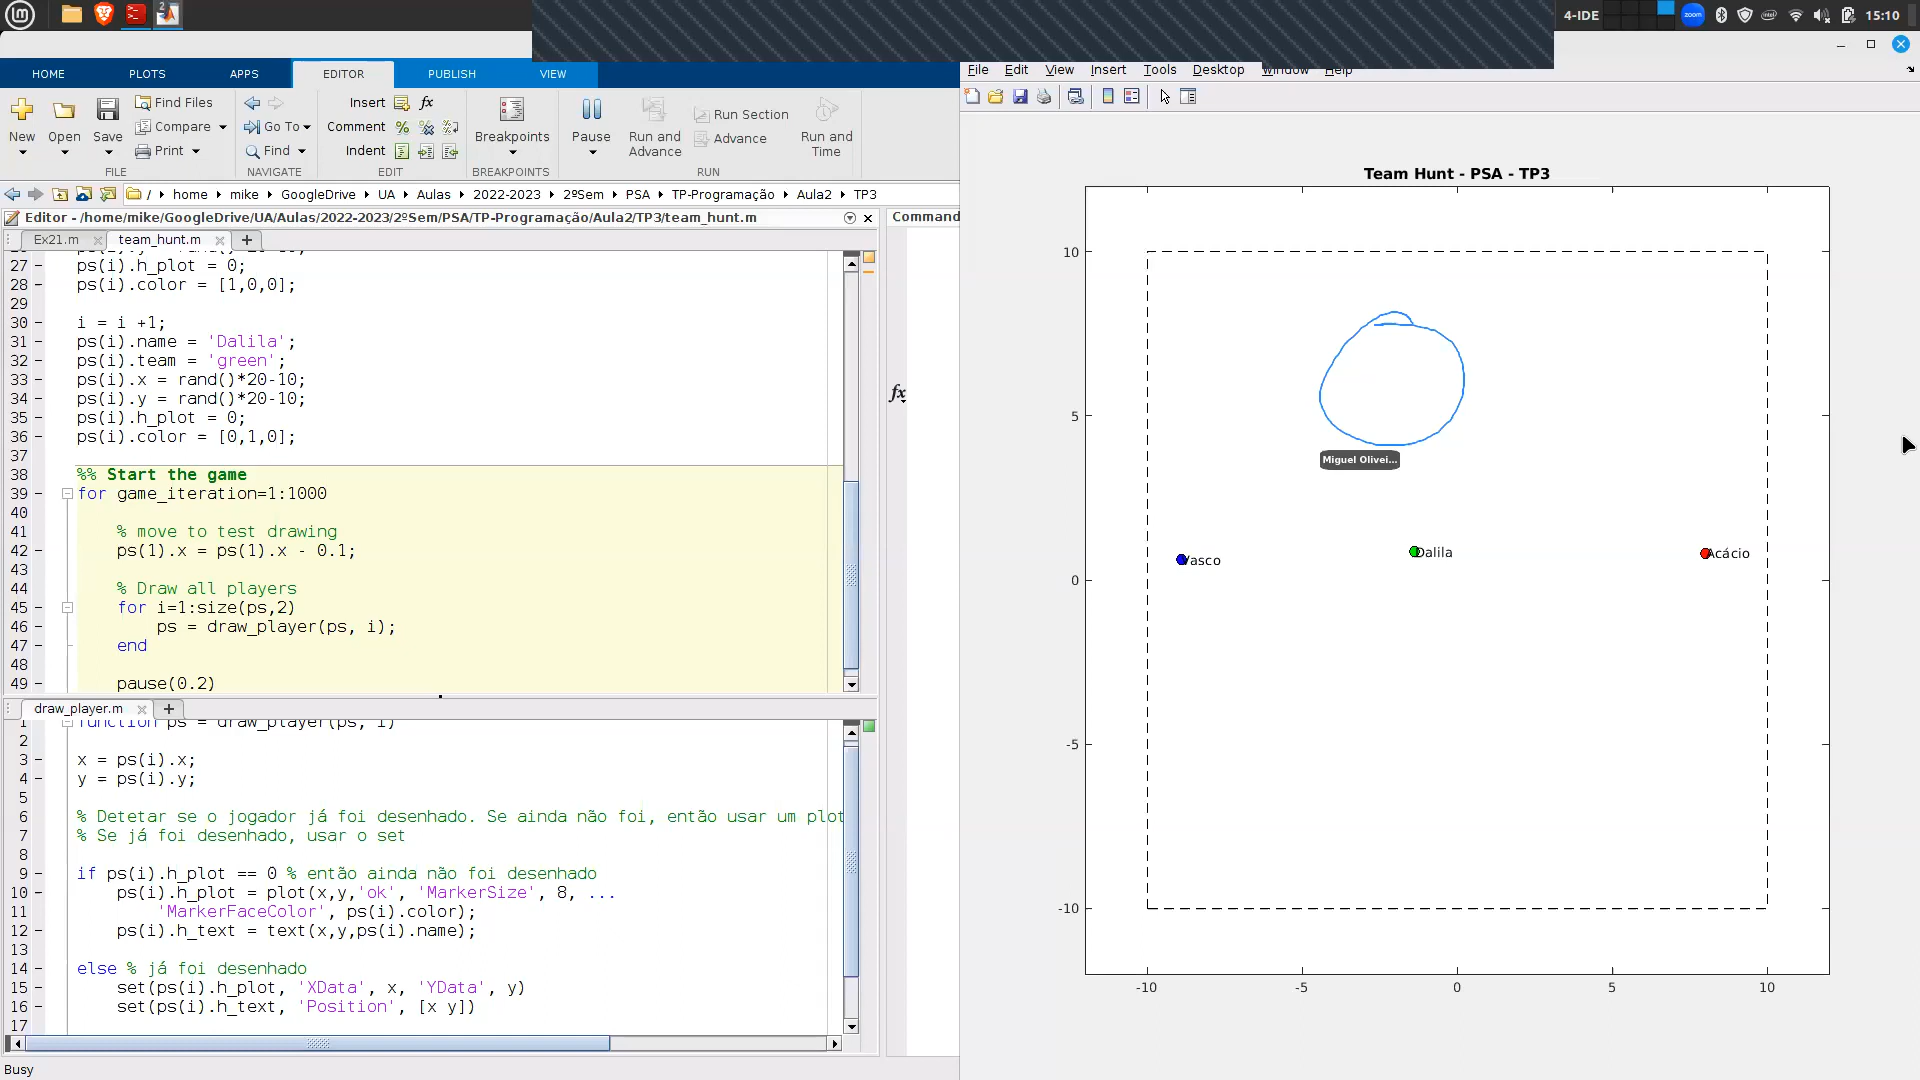 4-IDE
zoom
15:10
2
HOME
PLOTS
APPS
EDITOR
PUBLISH
VIEW
File Edit View Insert Tools Desktop Window Help
New
Open
Save
Find Files
Compare
Print
FILE
Go To
Find
NAVIGATE
Insert fx
Comment
Indent
EDIT
Breakpoints
BREAKPOINTS
Pause
Run and Advance
Run Section
Advance
Run and Time
RUN
/ home mike GoogleDrive UA Aulas 2022-2023 2ºSem PSA TP-Programação Aula2 TP3
Editor - /home/mike/GoogleDrive/UA/Aulas/2022-2023/2ºSem/PSA/TP-Programação/Aula2/TP3/team_hunt.m
Command
Ex21.m team_hunt.m
27 ps(i).h_plot = 0;
28 ps(i).color = [1,0,0];
29
30 i = i +1;
31 ps(i).name = 'Dalila';
32 ps(i).team = 'green';
33 ps(i).x = rand()*20-10;
34 ps(i).y = rand()*20-10;
35 ps(i).h_plot = 0;
36 ps(i).color = [0,1,0];
37
38 %% Start the game
39 for game_iteration=1:1000
40
41 % move to test drawing
42 ps(1).x = ps(1).x - 0.1;
43
44 % Draw all players
45 for i=1:size(ps,2)
46 ps = draw_player(ps, i);
47 end
48
49 pause(0.2)
draw_player.m
1 function ps = draw_player(ps, i)
2
3 x = ps(i).x;
4 y = ps(i).y;
5
6 % Detetar se o jogador já foi desenhado. Se ainda não foi, então usar um plot
7 % Se já foi desenhado, usar o set
8
9 if ps(i).h_plot == 0 % então ainda não foi desenhado
10 ps(i).h_plot = plot(x,y,'ok', 'MarkerSize', 8, ...
11 'MarkerFaceColor', ps(i).color);
12 ps(i).h_text = text(x,y,ps(i).name);
13
14 else % já foi desenhado
15 set(ps(i).h_plot, 'XData', x, 'YData', y)
16 set(ps(i).h_text, 'Position', [x y])
17
Busy
fx
Team Hunt - PSA - TP3
10
5
0
-5
-10
-10 -5 0 5 10
Miguel Olivei...
Vasco
Dalila
Acácio